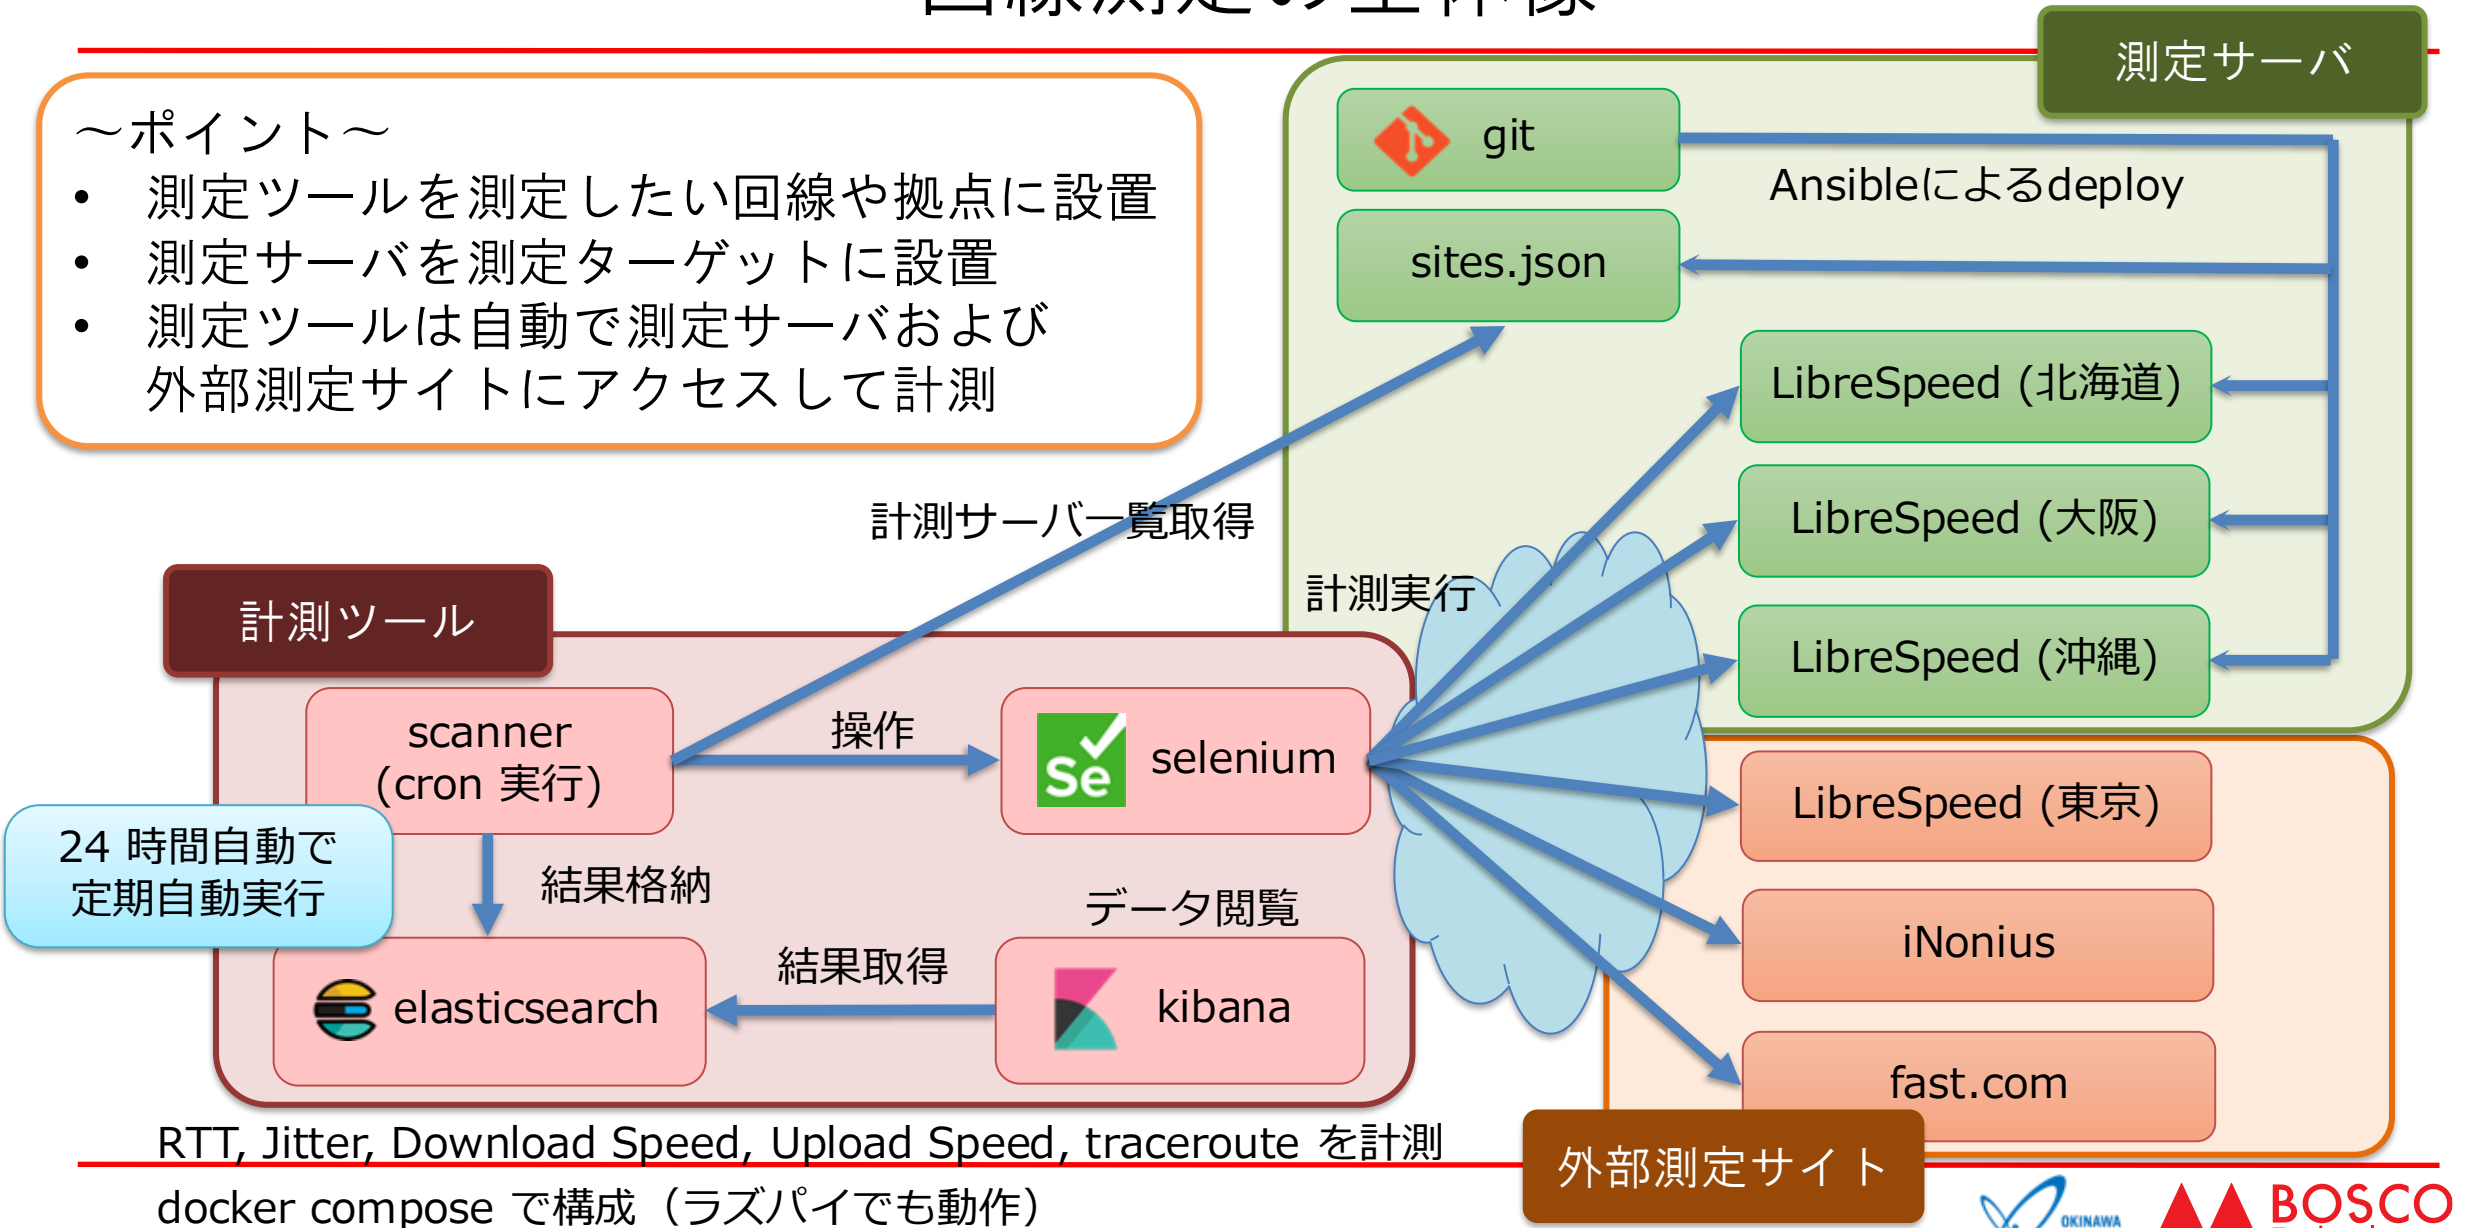 回線測定の全体像
測定サーバ
～ポイント～
• 測定ツールを測定したい回線や拠点に設置
• 測定サーバを測定ターゲットに設置
• 測定ツールは自動で測定サーバおよび
外部測定サイトにアクセスして計測
git
Ansibleによるdeploy
sites.json
LibreSpeed (北海道)
LibreSpeed (大阪)
LibreSpeed (沖縄)
計測サーバ一覧取得
計測実行
計測ツール
scanner
(cron 実行)
操作
Se
selenium
24 時間自動で
定期自動実行
結果格納
データ閲覧
結果取得
elasticsearch
kibana
LibreSpeed (東京)
iNonius
fast.com
外部測定サイト
RTT, Jitter, Download Speed, Upload Speed, traceroute を計測
docker compose で構成（ラズパイでも動作）
OKINAWA
BOSCO